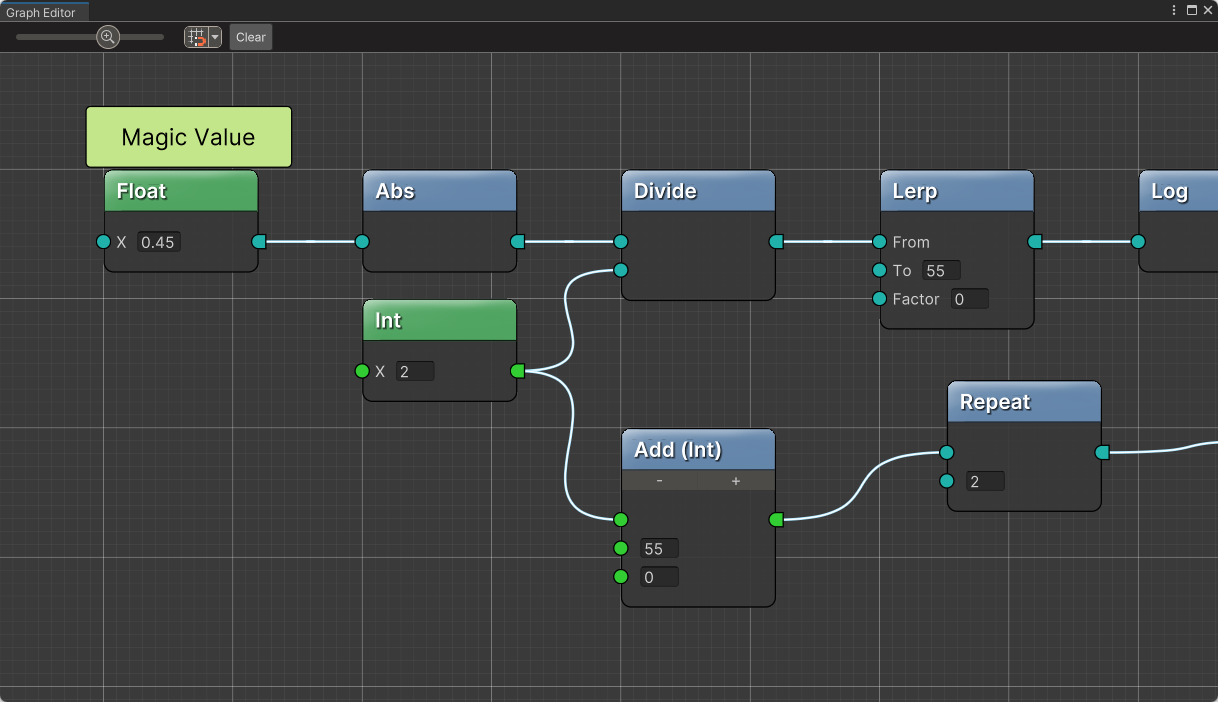 Graph Editor
Clear
Magic Value
Float
X 0.45
Abs
Divide
Lerp
From
To 55
Factor 0
Log
Int
X 2
Add (Int)
- +
55
0
Repeat
2